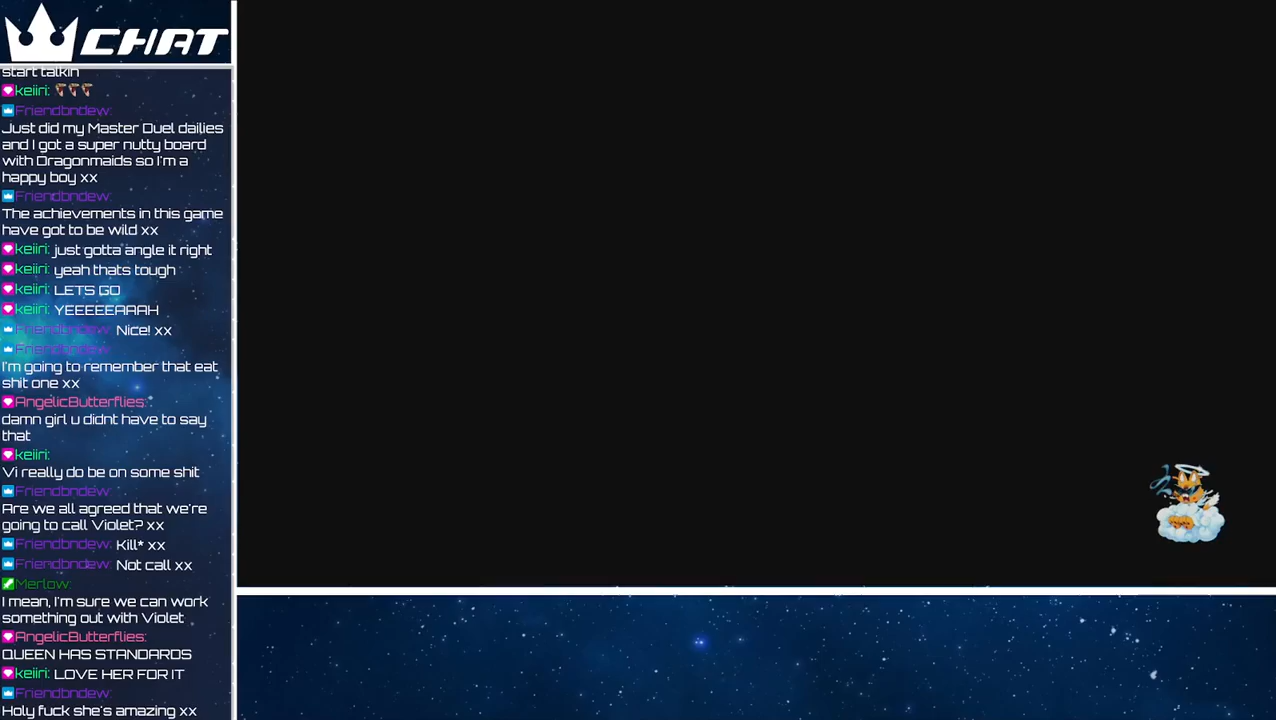 CHAT
start talkin
keiiri:
Friendbndew:
Just did my Master Duel dailies
and I got a super nutty board
with Dragonmaids so I'm a
happy boy xx
Friendbndew:
The achievements in this game
have got to be wild xx
keiiri: just gotta angle it right
keiiri: yeah thats tough
keiiri: LETS GO
keiiri: YEEEEEAAAH
Friendbndew: Nice! xx
Friendbndew:
I'm going to remember that eat
shit one xx
AngelicButterflies:
damn girl u didnt have to say
that
keiiri:
Vi really do be on some shit
Friendbndew:
Are we all agreed that we're
going to call Violet? xx
Friendbndew: Kill* xx
Friendbndew: Not call xx
Merlow:
I mean, I'm sure we can work
something out with Violet
AngelicButterflies:
QUEEN HAS STANDARDS
keiiri: LOVE HER FOR IT
Friendbndew:
Holy fuck she's amazing xx